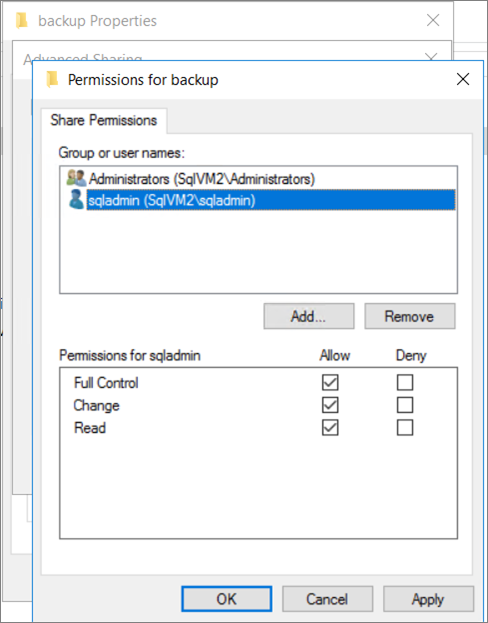 backup Properties
Advanced Sharing
Permissions for backup
Share Permissions
Group or user names:
Administrators (SqlVM2\Administrators)
sqladmin (SqlVM2\sqladmin)
Add...
Remove
Permissions for sqladmin Allow Deny
Full Control
Change
Read
OK
Cancel
Apply